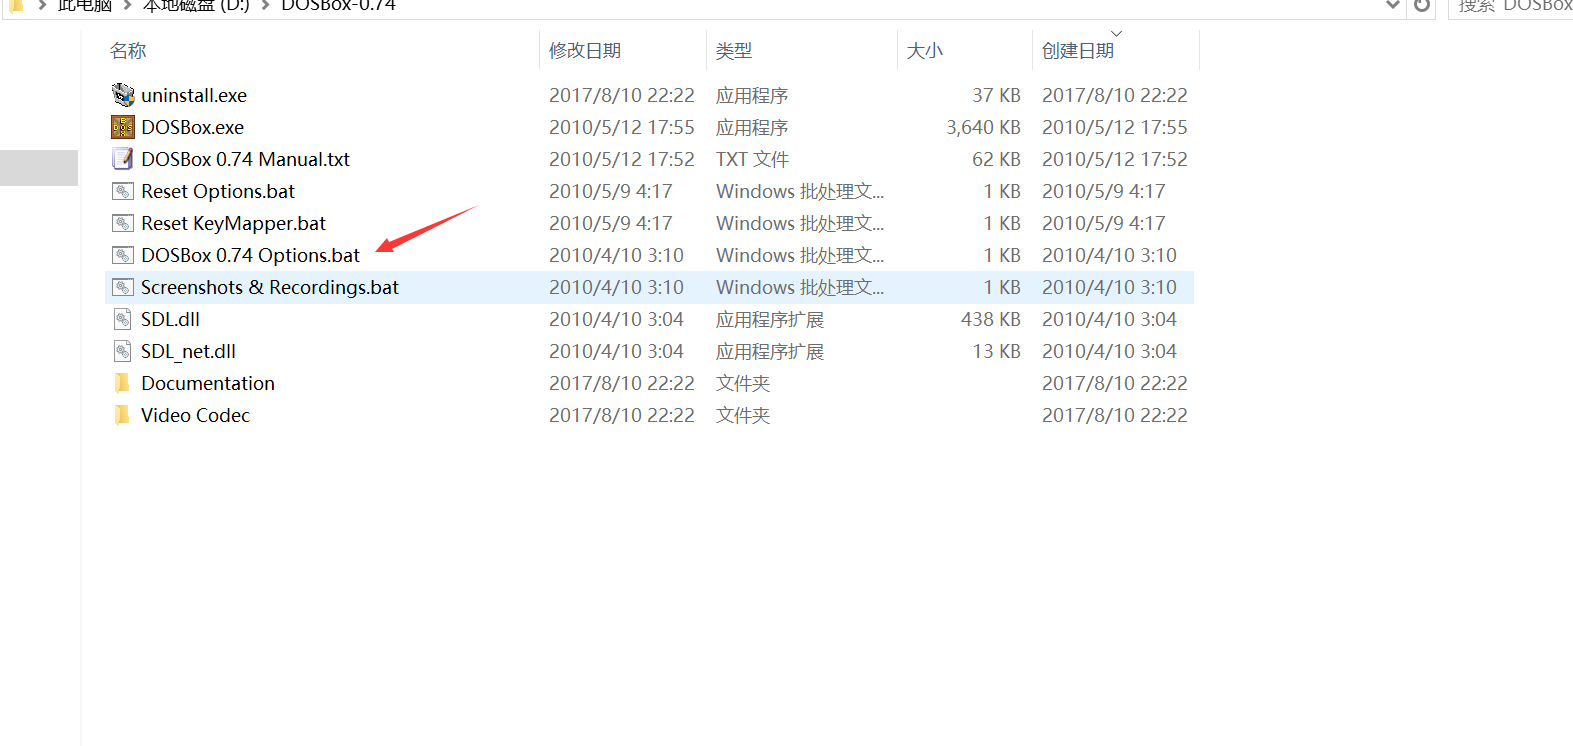 此电脑 本地磁盘 (D:) DOSBox-0.74 搜索 DOSBox
名称 修改日期 类型 大小 创建日期
uninstall.exe 2017/8/10 22:22 应用程序 37 KB 2017/8/10 22:22
DOSBox.exe 2010/5/12 17:55 应用程序 3,640 KB 2010/5/12 17:55
DOSBox 0.74 Manual.txt 2010/5/12 17:52 TXT 文件 62 KB 2010/5/12 17:52
Reset Options.bat 2010/5/9 4:17 Windows 批处理文... 1 KB 2010/5/9 4:17
Reset KeyMapper.bat 2010/5/9 4:17 Windows 批处理文... 1 KB 2010/5/9 4:17
DOSBox 0.74 Options.bat 2010/4/10 3:10 Windows 批处理文... 1 KB 2010/4/10 3:10
Screenshots & Recordings.bat 2010/4/10 3:10 Windows 批处理文... 1 KB 2010/4/10 3:10
SDL.dll 2010/4/10 3:04 应用程序扩展 438 KB 2010/4/10 3:04
SDL_net.dll 2010/4/10 3:04 应用程序扩展 13 KB 2010/4/10 3:04
Documentation 2017/8/10 22:22 文件夹 2017/8/10 22:22
Video Codec 2017/8/10 22:22 文件夹 2017/8/10 22:22